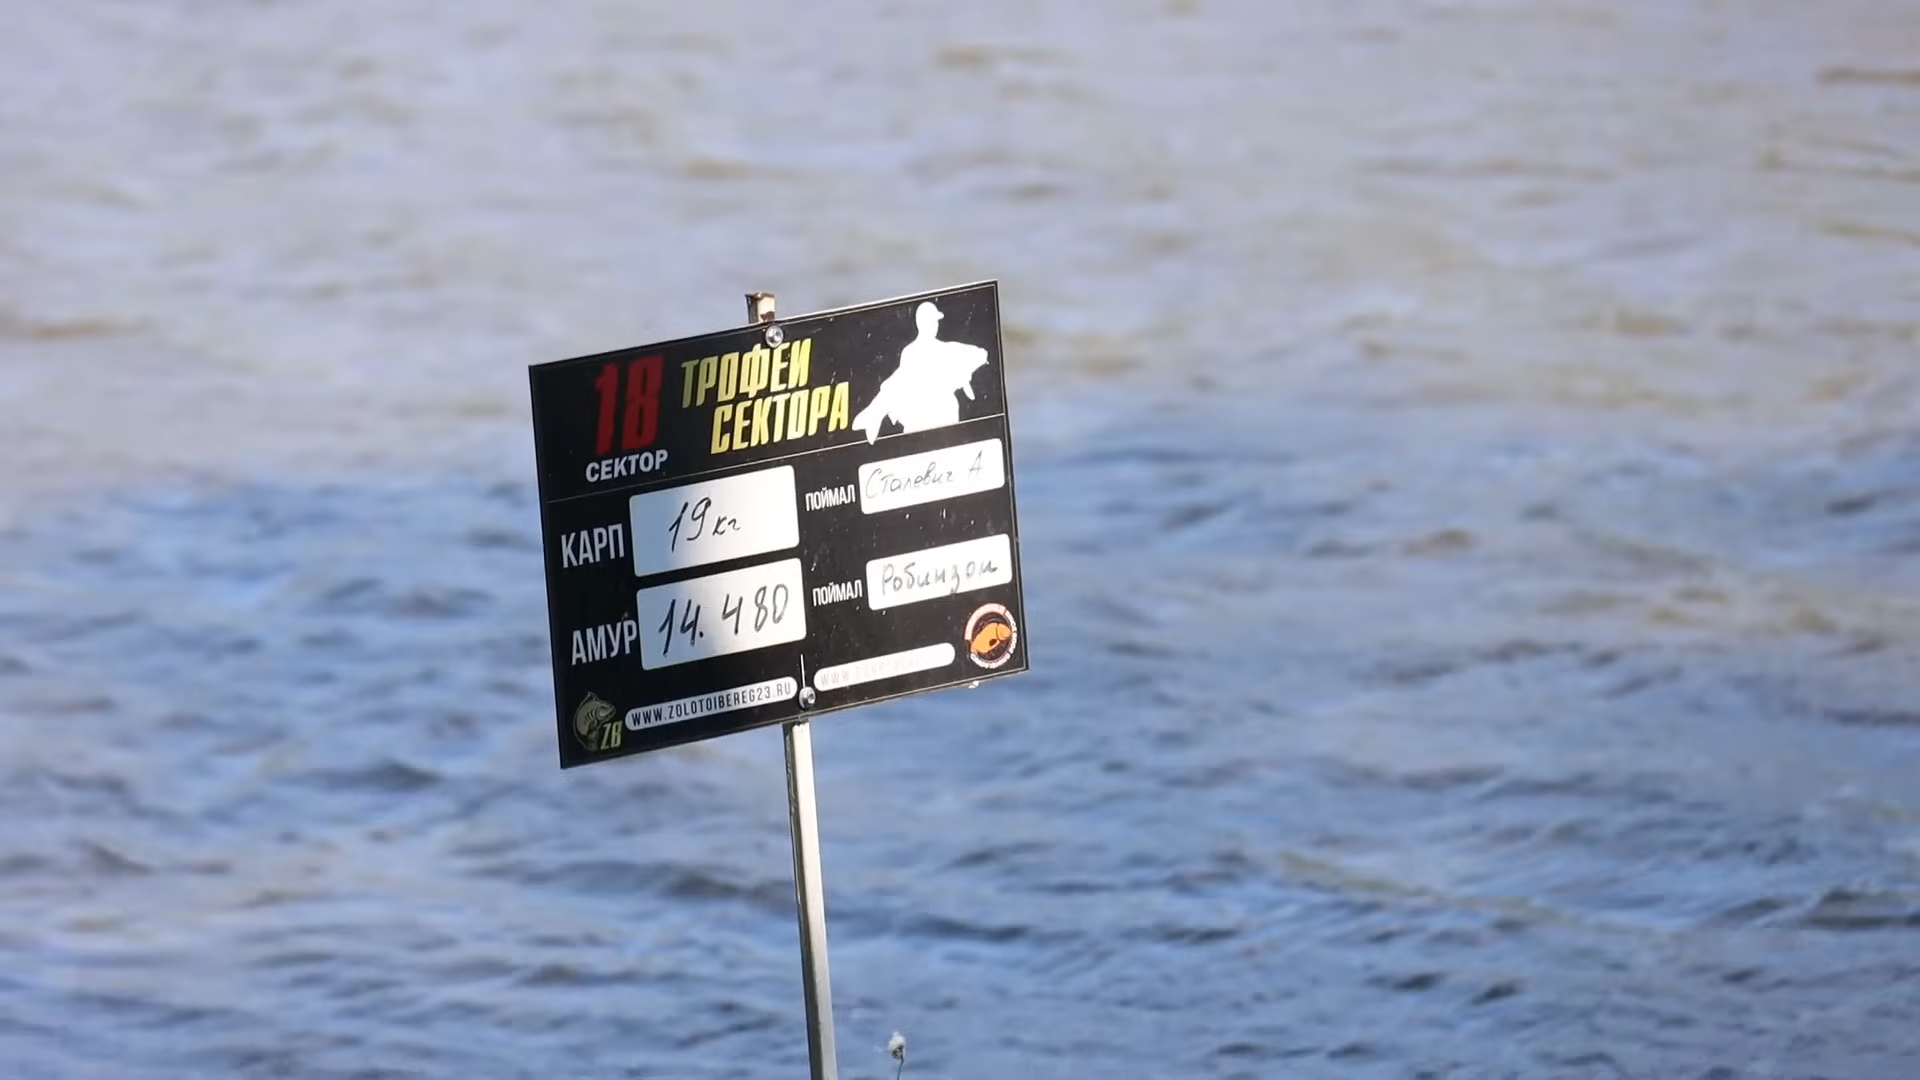 18
СЕКТОР
ТРОФЕИ
СЕКТОРА
КАРП
19 кг
ПОЙМАЛ
Сталевич А
АМУР
14.480
ПОЙМАЛ
Робинзон
ZB
WWW.ZOLOTOIBEREG23.RU